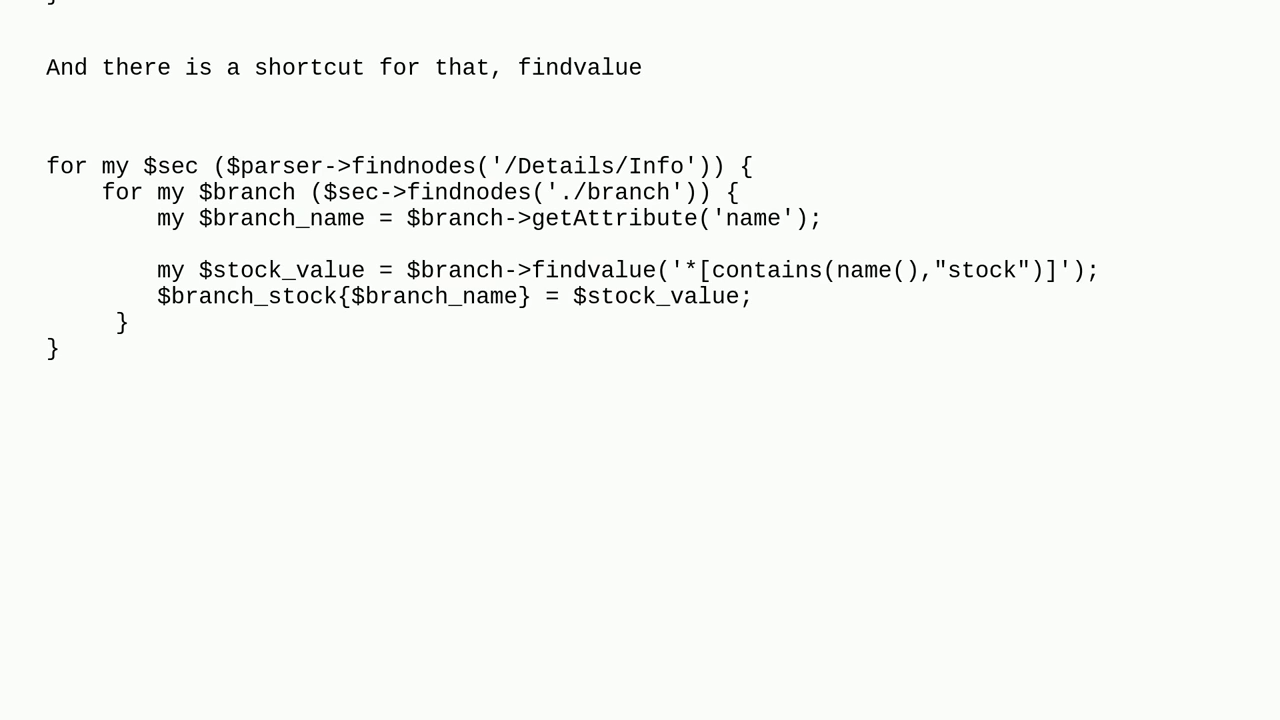 }
And there is a shortcut for that, findvalue
for my $sec ($parser->findnodes('/Details/Info')) {
    for my $branch ($sec->findnodes('./branch')) {
        my $branch_name = $branch->getAttribute('name');
        my $stock_value = $branch->findvalue('*[contains(name(),"stock")]');
        $branch_stock{$branch_name} = $stock_value;
     }
}